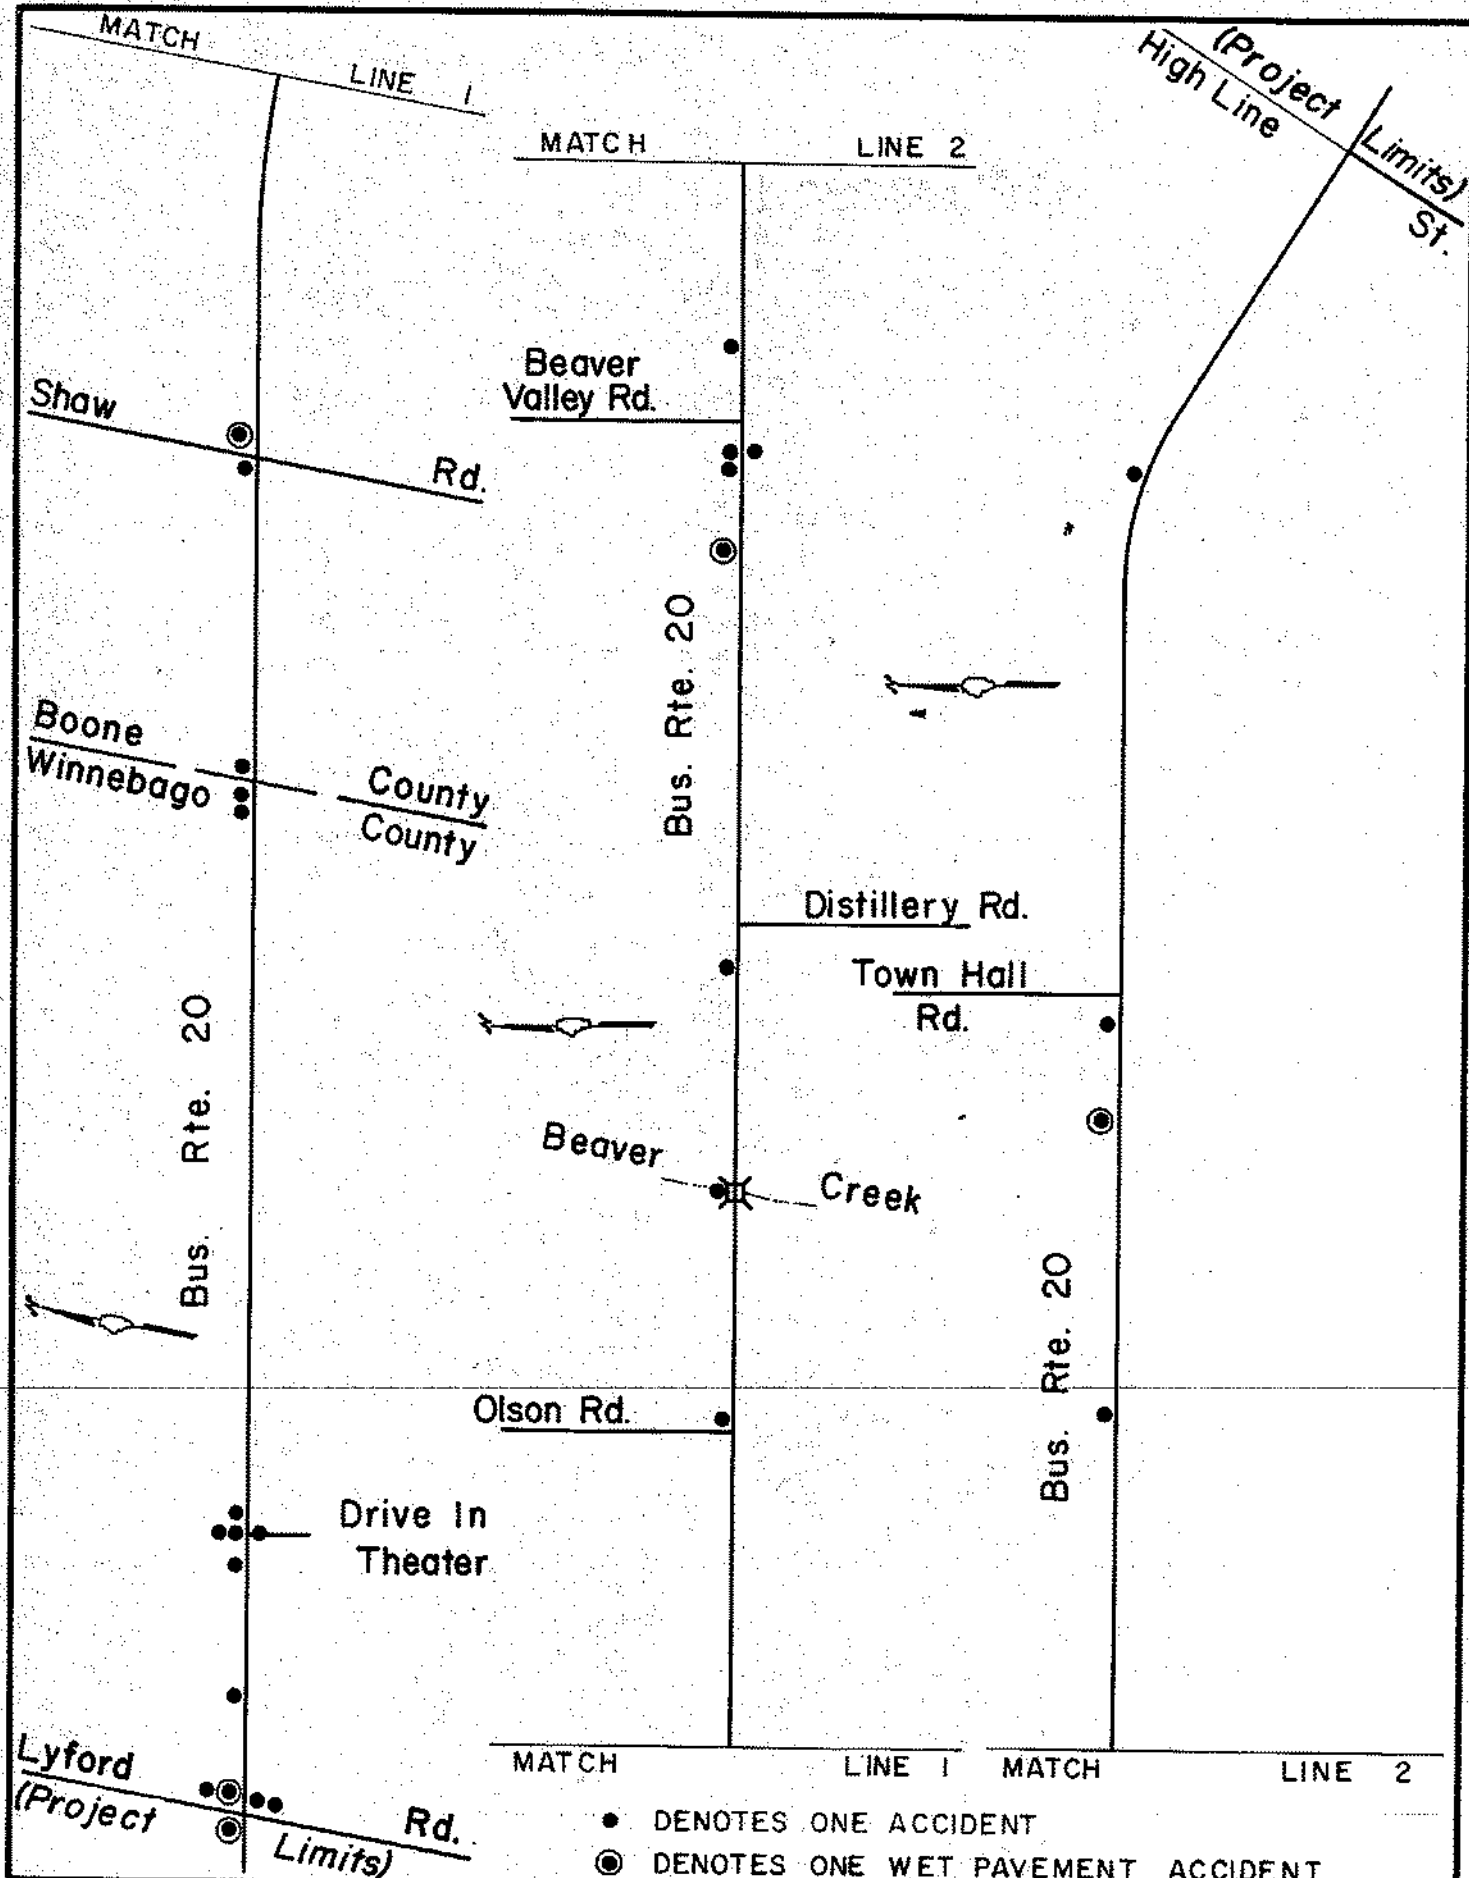 MATCH LINE 1
Shaw Rd.
Boone County
Winnebago County
Bus. Rte. 20
Drive In
Theater
Lyford Rd.
(Project Limits)
MATCH LINE 2
Beaver
Valley Rd.
Bus. Rte. 20
Distillery Rd.
Beaver Creek
Olson Rd.
MATCH LINE 1
(Project Limits)
High Line St.
Town Hall
Rd.
Bus. Rte. 20
MATCH LINE 2
DENOTES ONE ACCIDENT
DENOTES ONE WET PAVEMENT ACCIDENT